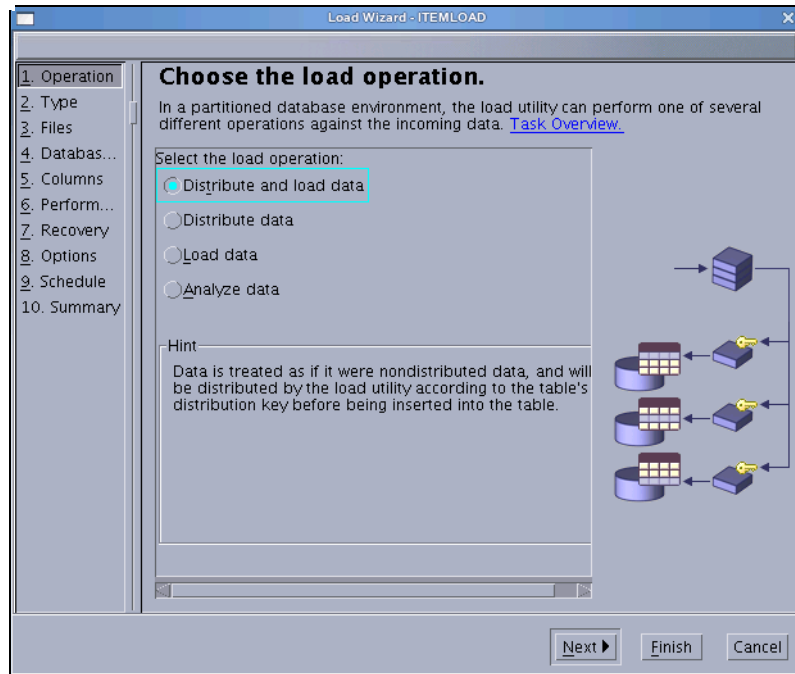 Load Wizard - ITEMLOAD
1. Operation
2. Type
3. Files
4. Databas...
5. Columns
6. Perform...
7. Recovery
8. Options
9. Schedule
10. Summary
Choose the load operation.
In a partitioned database environment, the load utility can perform one of several
different operations against the incoming data. Task Overview.
Select the load operation:
Distribute and load data
Distribute data
Load data
Analyze data
Hint
Data is treated as if it were nondistributed data, and will
be distributed by the load utility according to the table's
distribution key before being inserted into the table.
Next
Finish
Cancel